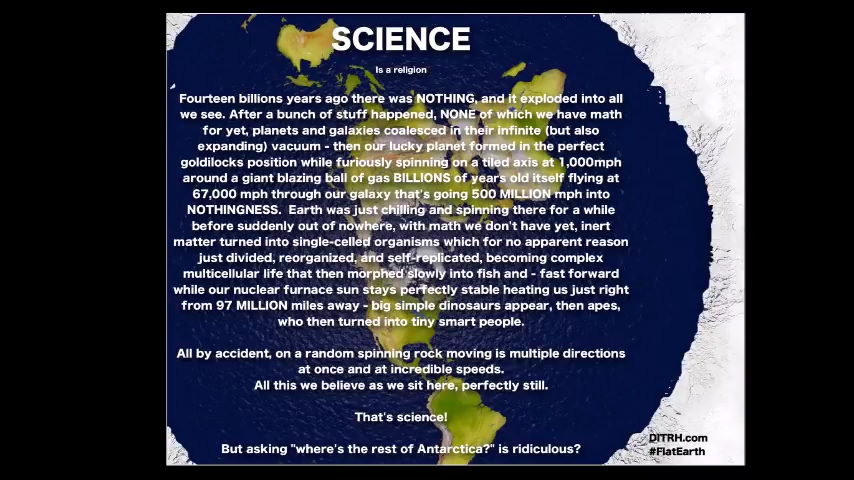 SCIENCE
Is a religion
Fourteen billions years ago there was NOTHING, and it exploded into all
we see. After a bunch of stuff happened, NONE of which we have math
for yet, planets and galaxies coalesced in their infinite (but also
expanding) vacuum - then our lucky planet formed in the perfect
goldilocks position while furiously spinning on a tiled axis at 1,000mph
around a giant blazing ball of gas BILLIONS of years old itself flying at
67,000 mph through our galaxy that's going 500 MILLION mph into
NOTHINGNESS. Earth was just chilling and spinning there for a while
before suddenly out of nowhere, with math we don't have yet, inert
matter turned into single-celled organisms which for no apparent reason
just divided, reorganized, and self-replicated, becoming complex
multicellular life that then morphed slowly into fish and - fast forward
while our nuclear furnace sun stays perfectly stable heating us just right
from 97 MILLION miles away - big simple dinosaurs appear, then apes,
who then turned into tiny smart people.
All by accident, on a random spinning rock moving is multiple directions
at once and at incredible speeds.
All this we believe as we sit here, perfectly still.
That's science!
But asking "where's the rest of Antarctica?" is ridiculous?
DITRH.com
#FlatEarth